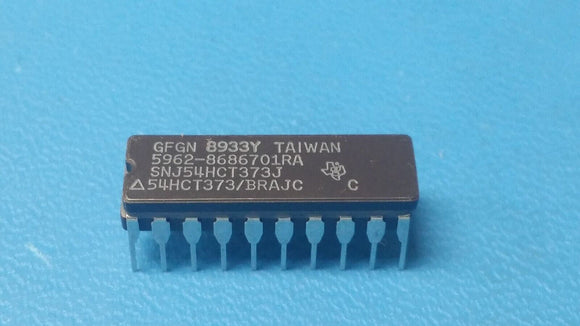 GFGN 8933Y TAIWAN
5962-8686701RA
SNJ54HCT373J
△54HCT373/BRAJC C